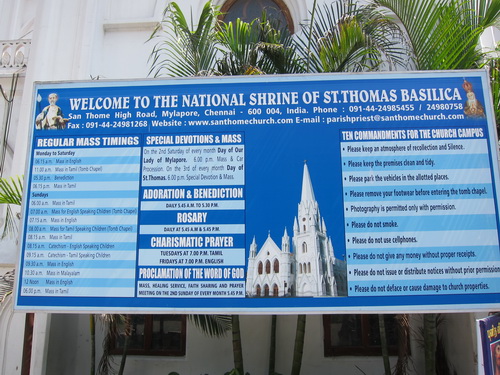 WELCOME TO THE NATIONAL SHRINE OF ST.THOMAS BASILICA
San Thome High Road, Mylapore, Chennai - 600 004, India. Phone : 091-44-24985455 / 24980758
Fax : 091-44-24981268 Website : www.santhomechurch.com E-mail : parishpriest@santhomechurch.com
REGULAR MASS TIMINGS
Monday to Saturday
06.15 a.m. Mass in English
11.00 a.m. Mass in Tamil (Tomb Chapel)
05.30 p.m. Benediction
06.15 p.m. Mass in Tamil
Sundays
06.00 a.m. Mass in Tamil
07.00 a.m. Mass for English Speaking Children (Tomb Chapel)
07.15 a.m. Mass in English
08.00 a.m. Mass for Tamil Speaking Children (Tomb Chapel)
08.15 a.m. Mass in Tamil
08.15 a.m. Catechism - English Speaking Children
09.15 a.m. Catechism - Tamil Speaking Children
09.30 a.m. Mass in English
10.30 a.m. Mass in Malayalam
12 Noon Mass in English
06.00 p.m. Mass in Tamil
SPECIAL DEVOTIONS & MASS
On the 2nd Saturday of every month Day of Our
Lady of Mylapore. 6.00 p.m. Mass & Car
Procession. On the 3rd of every month Day of
St.Thomas. 6.00 p.m. Special Devotion & Mass.
ADORATION & BENEDICTION
DAILY 5.45 A.M. TO 5.30 P.M.
ROSARY
DAILY AT 5.45 A.M & 5.45 P.M.
CHARISMATIC PRAYER
TUESDAYS AT 7.00 P.M. TAMIL
FRIDAYS AT 7.00 P.M. ENGLISH
PROCLAMATION OF THE WORD OF GOD
MASS, HEALING SERVICE, FAITH SHARING AND PRAYER
MEETING ON THE 2ND SUNDAY OF EVERY MONTH 5.45 P.M.
TEN COMMANDMENTS FOR THE CHURCH CAMPUS
Please keep an atmosphere of recollection and Silence.
Please keep the premises clean and tidy.
Please park the vehicles in the allotted places.
Please remove your footwear before entering the tomb chapel.
Photography is permitted only with permission.
Please do not smoke.
Please do not use cellphones.
Please do not give any money without proper receipts.
Please do not issue or distribute notices without prior permission
Please do not deface or cause damage to church properties.